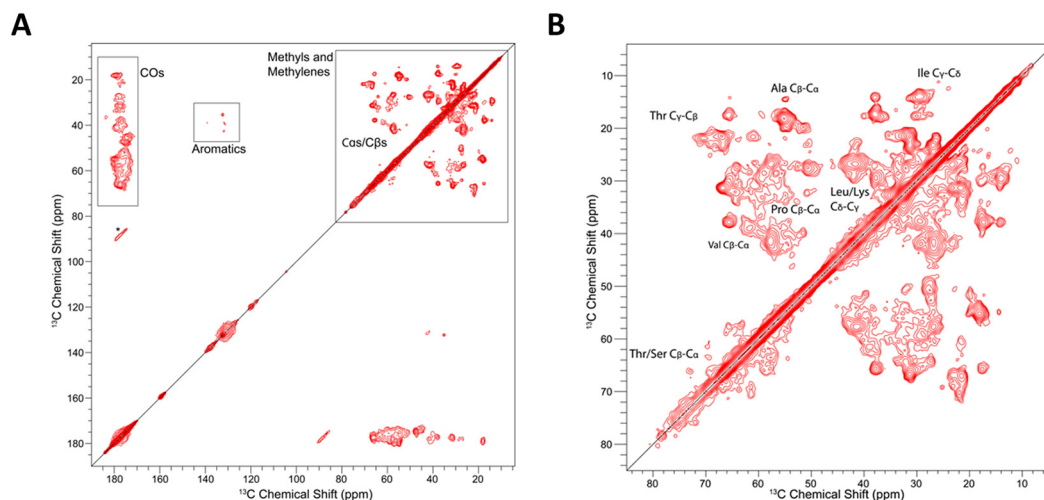 A
B
Methyls and
Methylenes
COs
Aromatics
Cαs/Cβs
*
20
40
60
80
100
120
140
160
180
¹³C Chemical Shift (ppm)
180 160 140 120 100 80 60 40 20
¹³C Chemical Shift (ppm)
Ile Cγ-Cδ
Ala Cβ-Cα
Thr Cγ-Cβ
Leu/Lys
Cδ-Cγ
Pro Cβ-Cα
Val Cβ-Cα
Thr/Ser Cβ-Cα
10
20
30
40
50
60
70
80
¹³C Chemical Shift (ppm)
80 70 60 50 40 30 20 10
¹³C Chemical Shift (ppm)